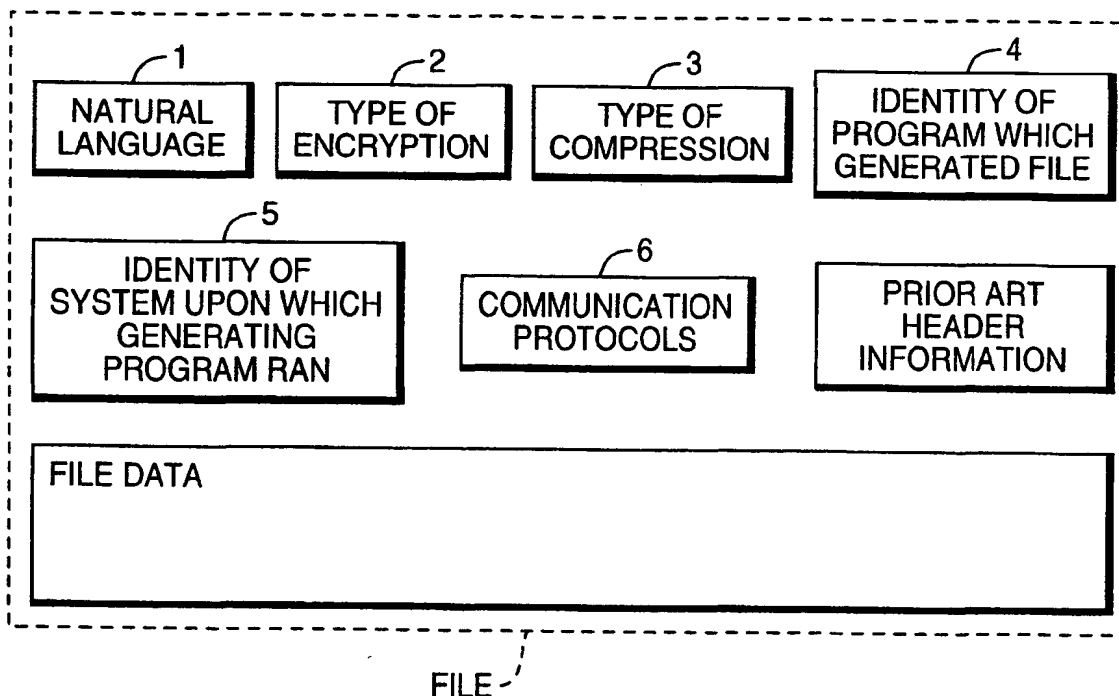 1
NATURAL
LANGUAGE
2
TYPE OF
ENCRYPTION
3
TYPE OF
COMPRESSION
4
IDENTITY OF
PROGRAM WHICH
GENERATED FILE
5
IDENTITY OF
SYSTEM UPON WHICH
GENERATING
PROGRAM RAN
6
COMMUNICATION
PROTOCOLS
PRIOR ART
HEADER
INFORMATION
FILE DATA
FILE